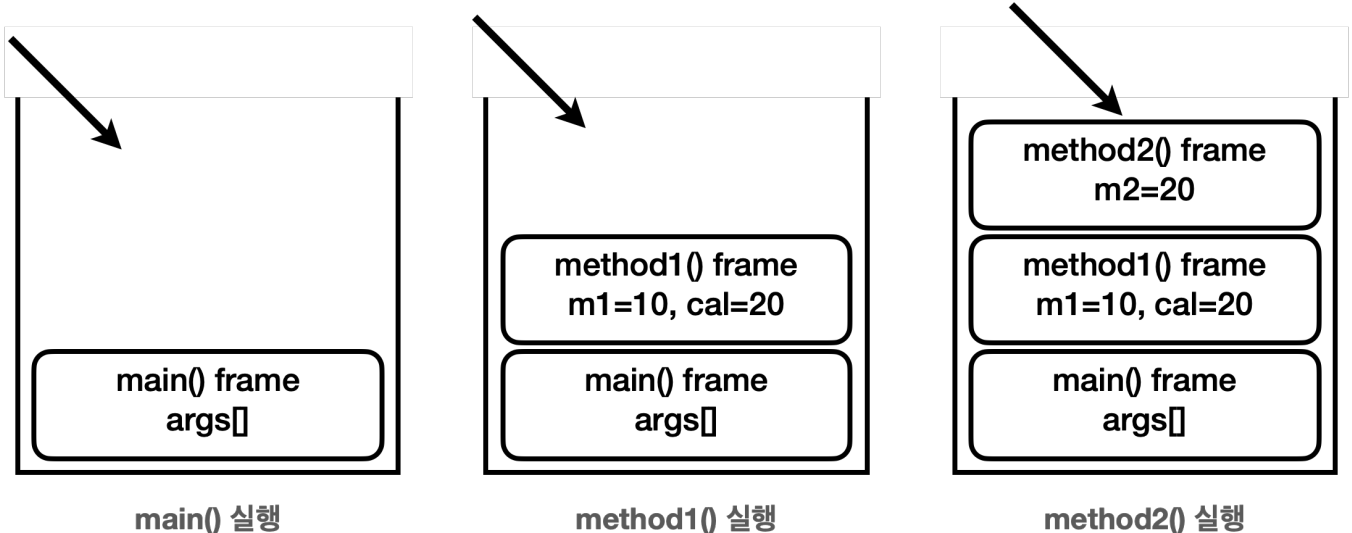 main() frame
args[]
main() 실행
method1() frame
m1=10, cal=20
main() frame
args[]
method1() 실행
method2() frame
m2=20
method1() frame
m1=10, cal=20
main() frame
args[]
method2() 실행